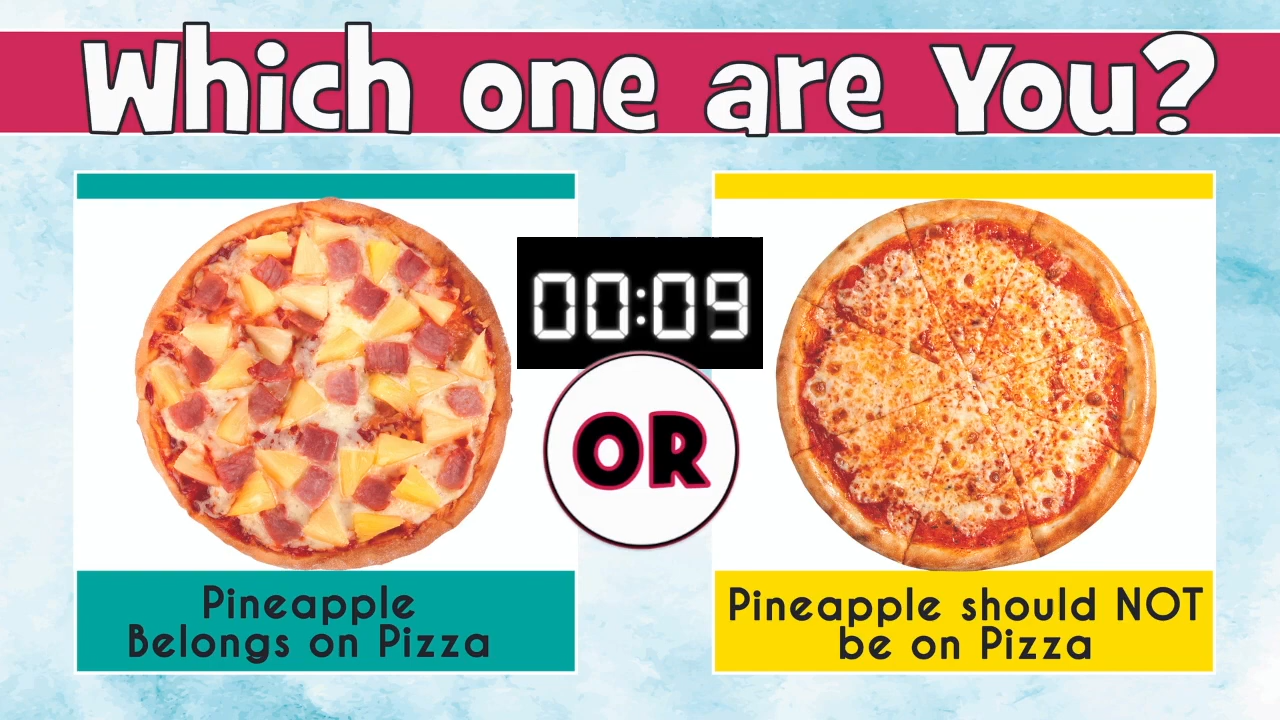 Which one are You?
00:09
OR
Pineapple
Belongs on Pizza
Pineapple should NOT
be on Pizza